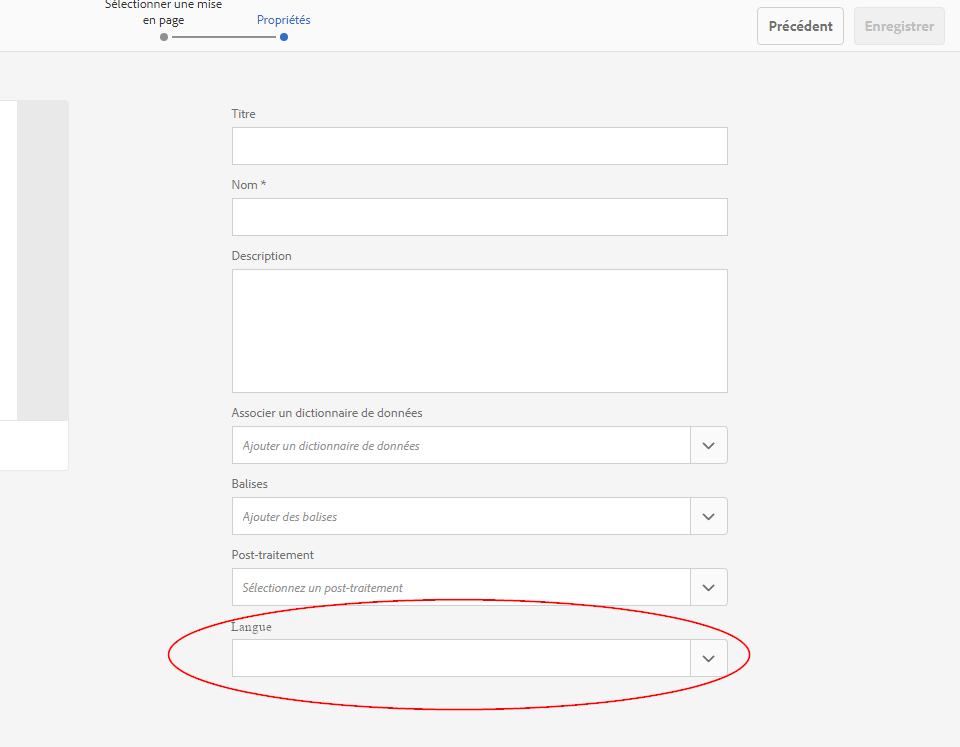 Sélectionner une mise
en page
Propriétés
Précédent
Enregistrer
Titre
Nom *
Description
Associer un dictionnaire de données
Ajouter un dictionnaire de données
Balises
Ajouter des balises
Post-traitement
Sélectionnez un post-traitement
Langue